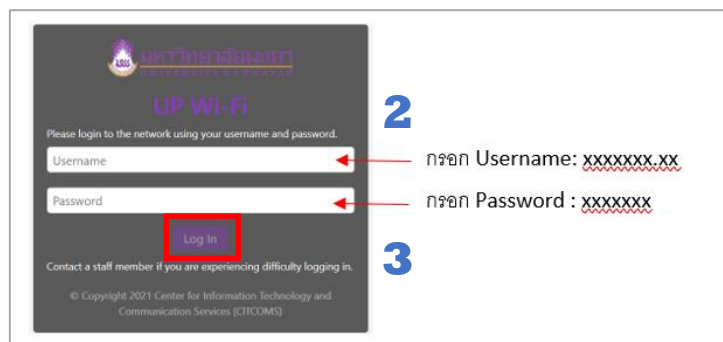 มหาวิทยาลัยพะเยา
UNIVERSITY OF PHAYAO
UP Wi-Fi
Please login to the network using your username and password.
2
Username
กรอก Username: xxxxxxx.xx
Password
กรอก Password : xxxxxxx
Log In
3
Contact a staff member if you are experiencing difficulty logging in.
© Copyright 2021 Center for Information Technology and
Communication Services (CITCOMS)